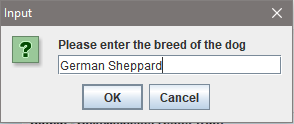 Input
Please enter the breed of the dog
German Sheppard
OK
Cancel